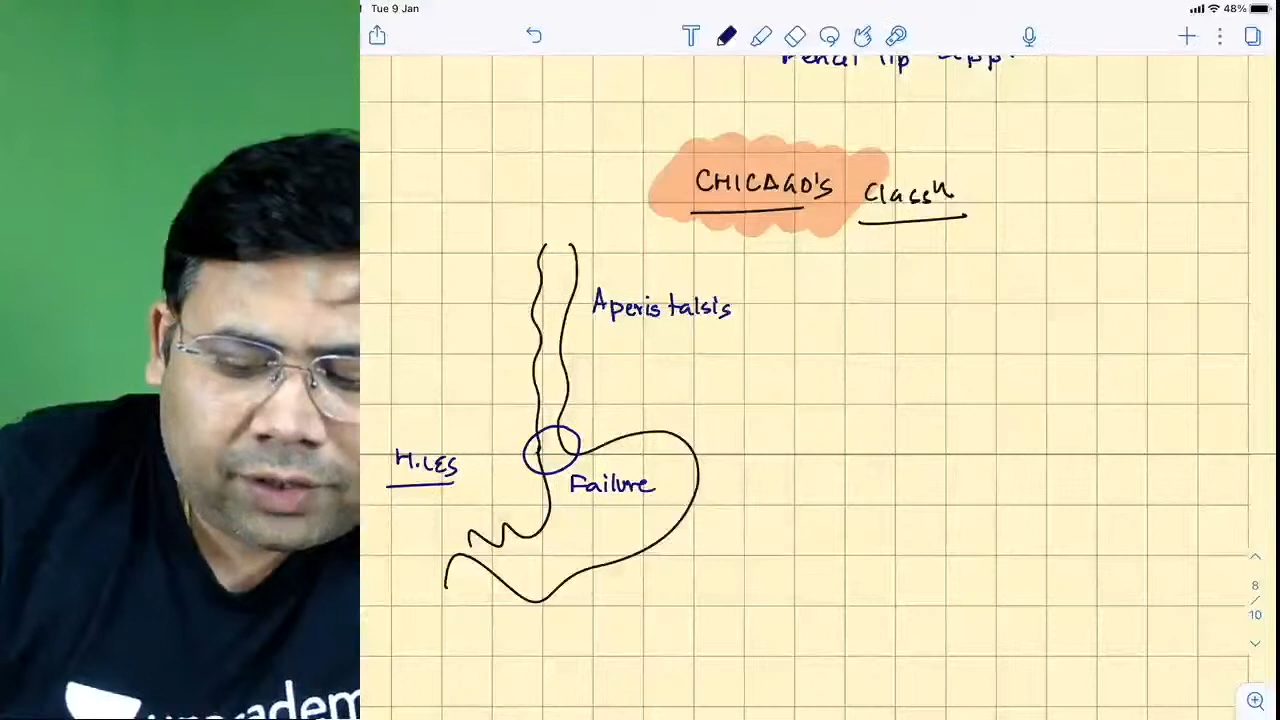 Tue 9 Jan
48%
T
CHICAGO's Classⁿ
Aperistalsis
H.LES
Failure
8
10